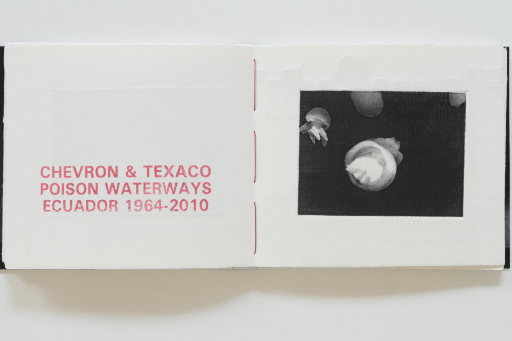 CHEVRON & TEXACO
POISON WATERWAYS
ECUADOR 1964-2010